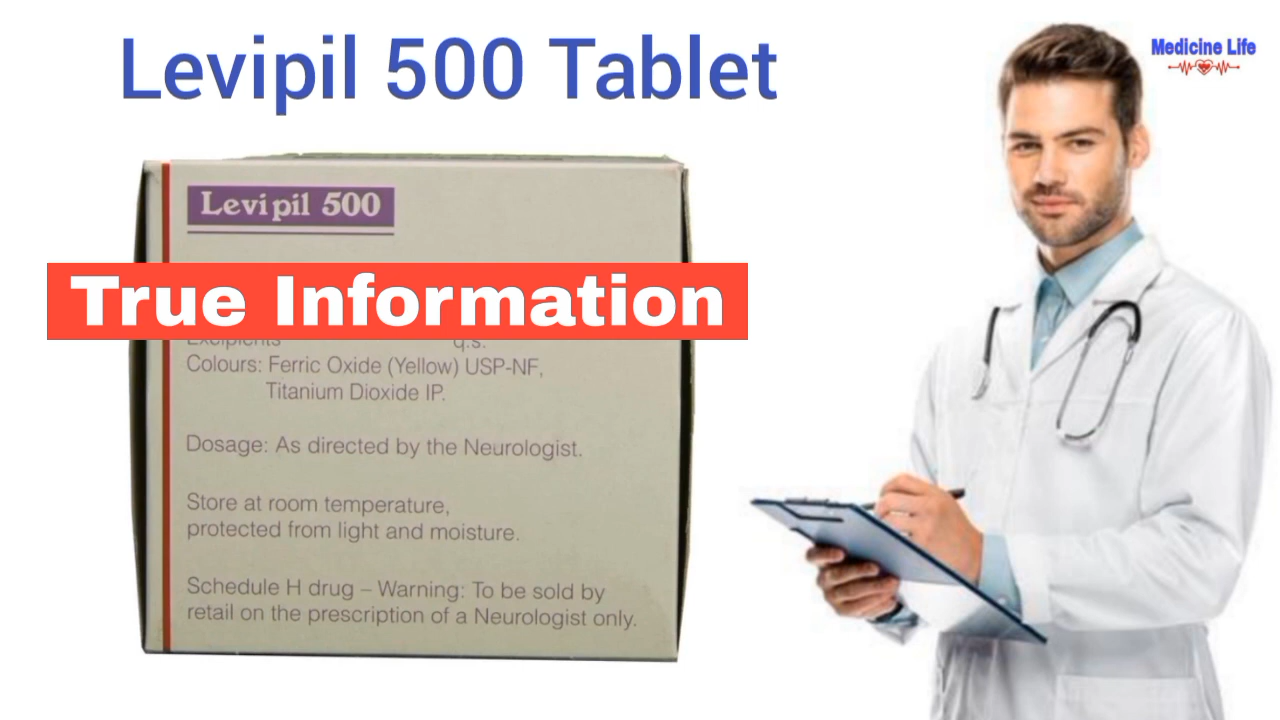 Levipil 500 Tablet
Medicine Life
Levipil 500
True Information
Excipients q.s.
Colours: Ferric Oxide (Yellow) USP-NF,
Titanium Dioxide IP.
Dosage: As directed by the Neurologist.
Store at room temperature,
protected from light and moisture.
Schedule H drug – Warning: To be sold by
retail on the prescription of a Neurologist only.